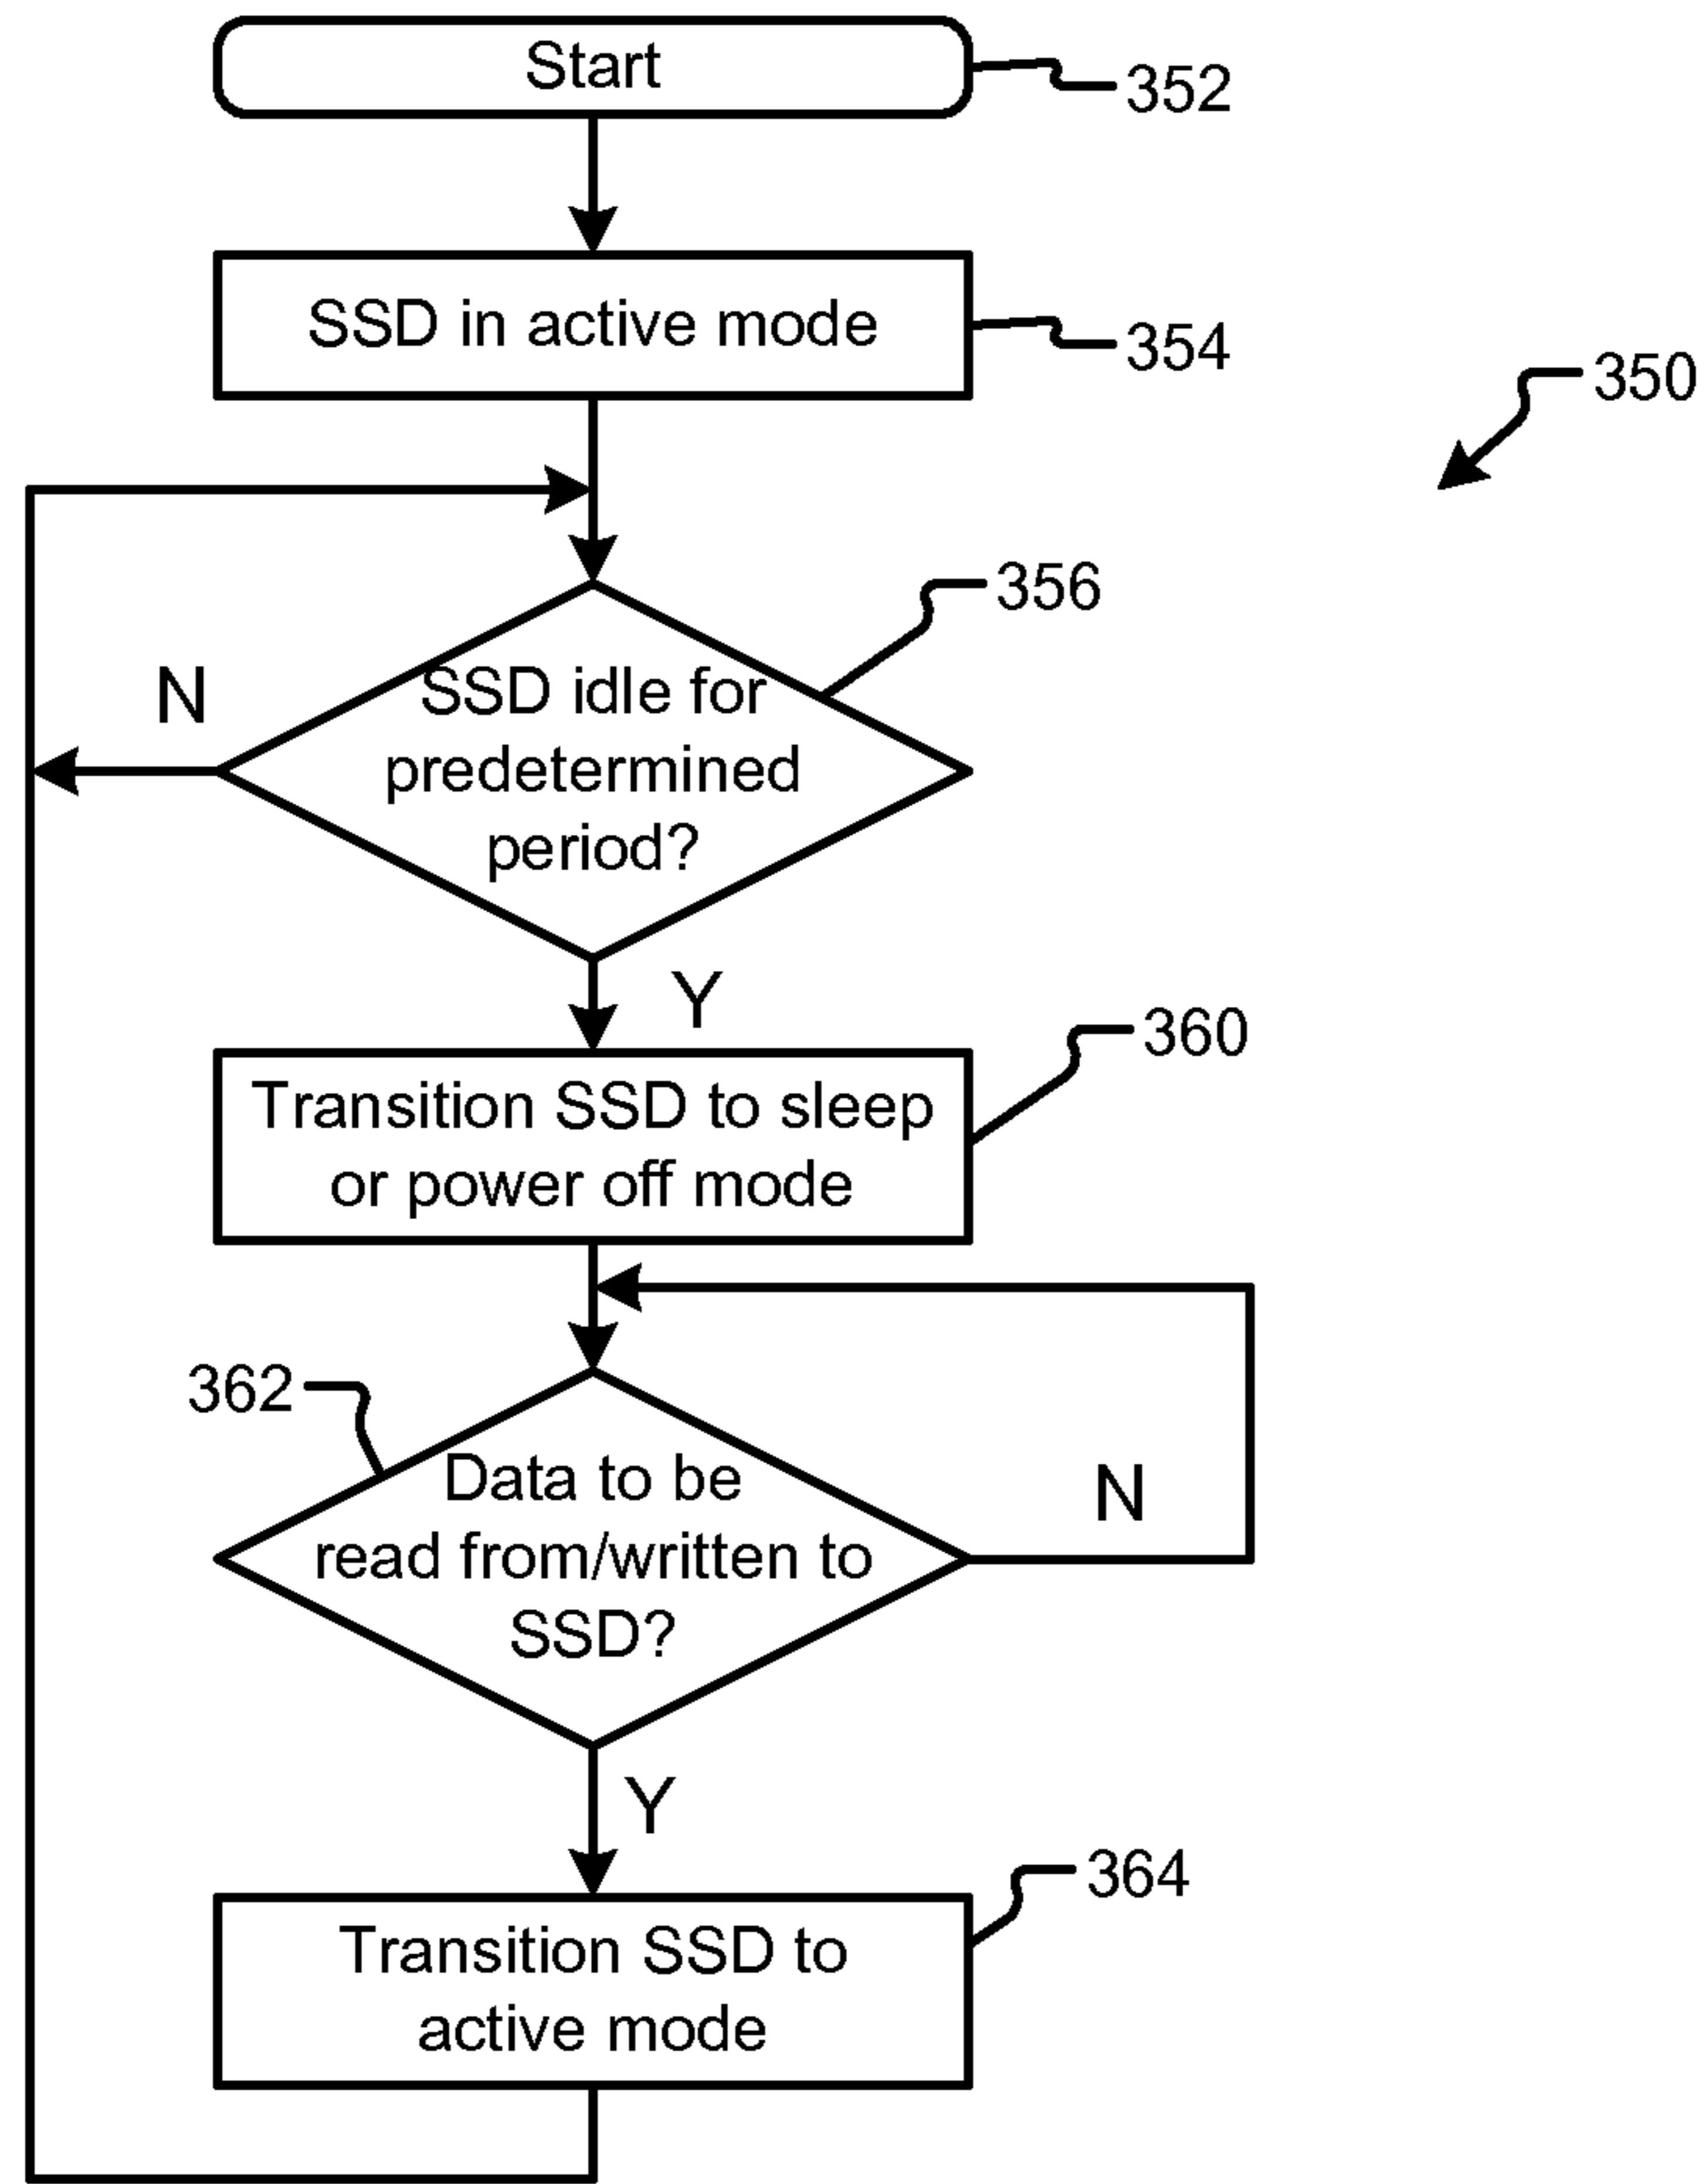 Start
352
SSD in active mode
354
350
356
N
SSD idle for
predetermined
period?
Y
360
Transition SSD to sleep
or power off mode
362
Data to be
read from/written to
SSD?
N
Y
364
Transition SSD to
active mode